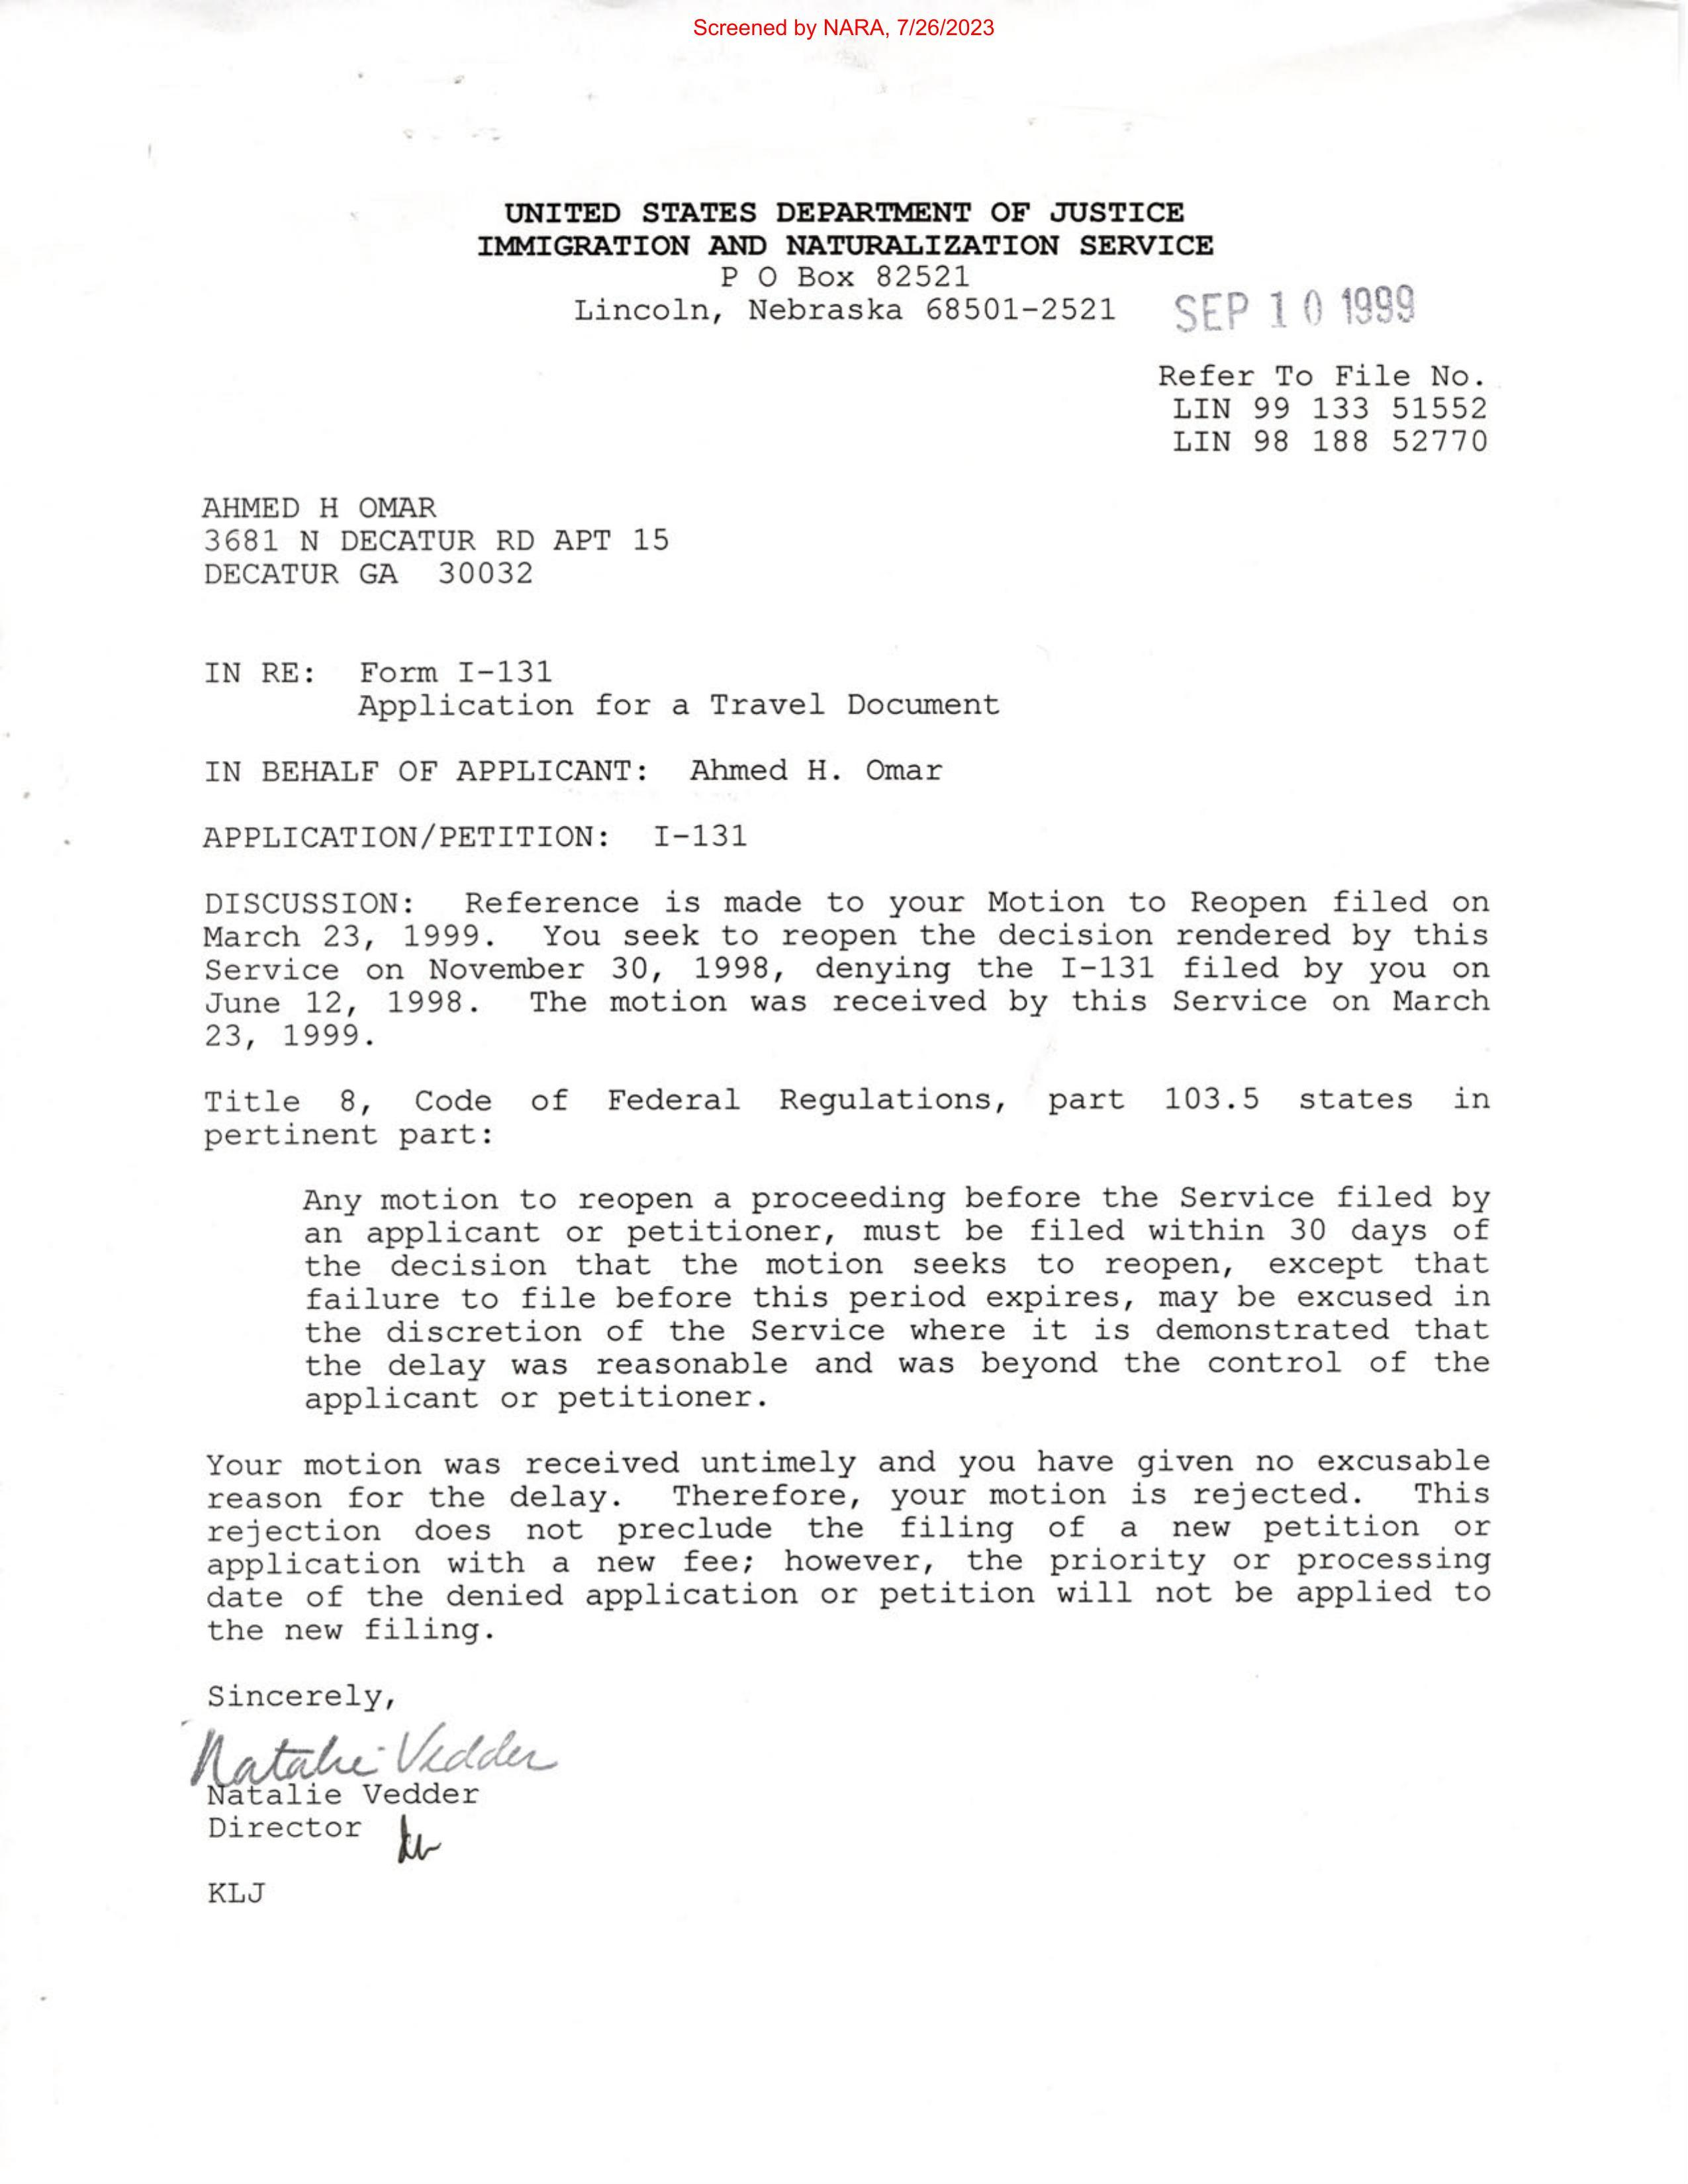 Screened by NARA, 7/26/2023
UNITED STATES DEPARTMENT OF JUSTICE
IMMIGRATION AND NATURALIZATION SERVICE
P O Box 82521
Lincoln, Nebraska 68501-2521
SEP 10 1999
Refer To File No.
LIN 99 133 51552
LIN 98 188 52770
AHMED H OMAR
3681 N DECATUR RD APT 15
DECATUR GA 30032
IN RE: Form I-131
Application for a Travel Document
IN BEHALF OF APPLICANT: Ahmed H. Omar
APPLICATION/PETITION: I-131
DISCUSSION: Reference is made to your Motion to Reopen filed on
March 23, 1999. You seek to reopen the decision rendered by this
Service on November 30, 1998, denying the I-131 filed by you on
June 12, 1998. The motion was received by this Service on March
23, 1999.
Title 8, Code of Federal Regulations, part 103.5 states in
pertinent part:
Any motion to reopen a proceeding before the Service filed by
an applicant or petitioner, must be filed within 30 days of
the decision that the motion seeks to reopen, except that
failure to file before this period expires, may be excused in
the discretion of the Service where it is demonstrated that
the delay was reasonable and was beyond the control of the
applicant or petitioner.
Your motion was received untimely and you have given no excusable
reason for the delay. Therefore, your motion is rejected. This
rejection does not preclude the filing of a new petition or
application with a new fee; however, the priority or processing
date of the denied application or petition will not be applied to
the new filing.
Sincerely,
Natalie Vedder
Natalie Vedder
Director
KLJ